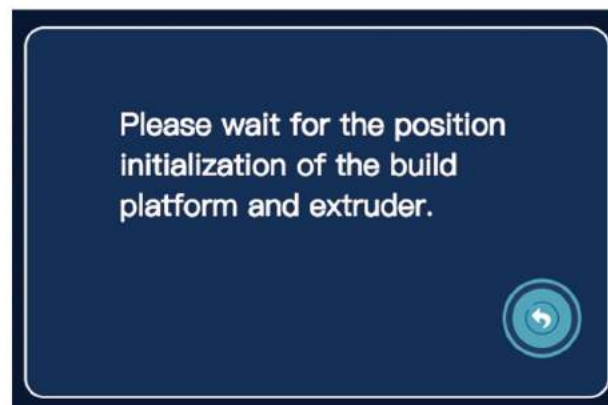 Please wait for the position
initialization of the build
platform and extruder.